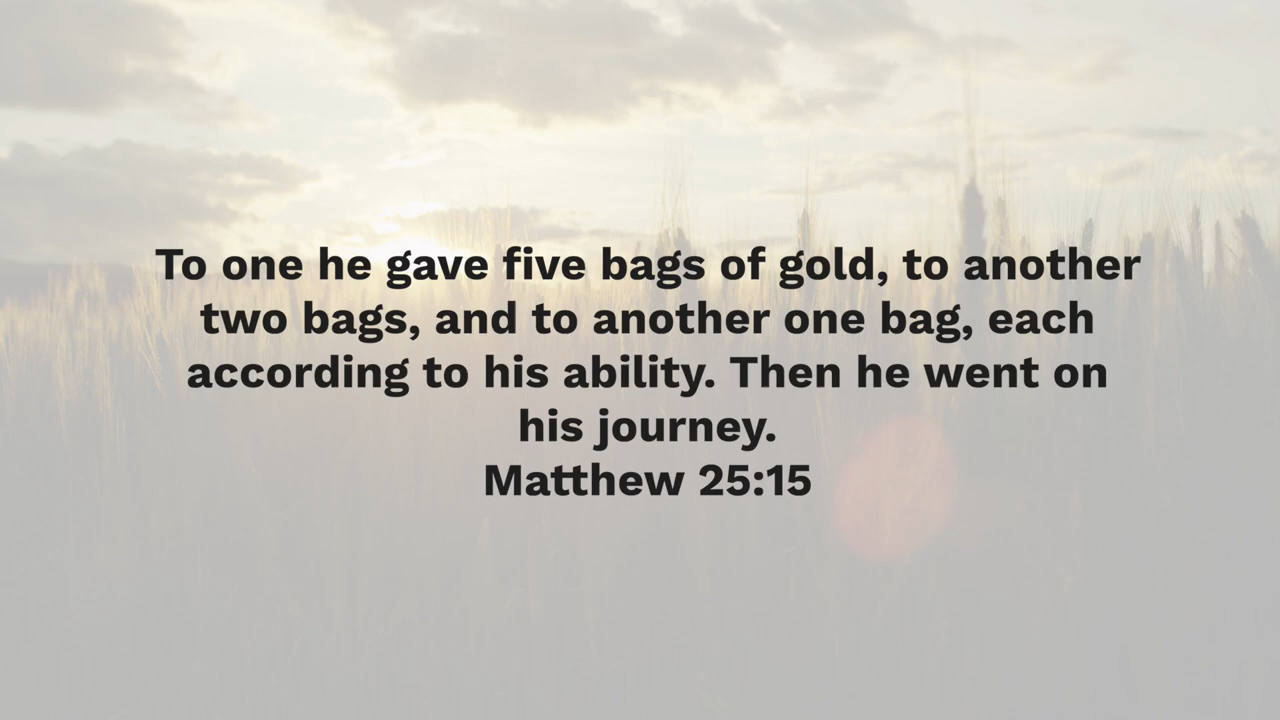 To one he gave five bags of gold, to another
two bags, and to another one bag, each
according to his ability. Then he went on
his journey.
Matthew 25:15